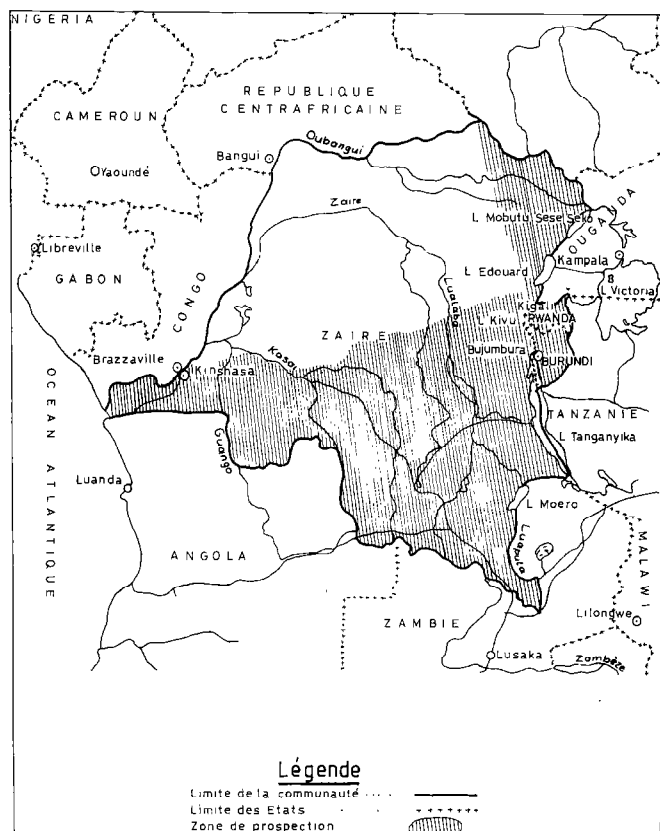 NIGERIA
REPUBLIQUE
CENTRAFRICAINE
CAMEROUN
Oubangui
Bangui
Yaoundé
Zaire
L Mobutu Sese Seko
OUGANDA
Libreville
L Edouard
Kampala
GABON
CONGO
Lualaba
L Victoria
Kigali
L Kivu
RWANDA
ZAIRE
Brazzaville
Kasai
Bujumbura
BURUNDI
Kinshasa
OCEAN ATLANTIQUE
TANZANIE
Guango
L Tanganyika
Luanda
L Moero
Luapula
ANGOLA
MALAWI
ZAMBIE
Lilongwe
Lusaka
Zambèze
Légende
Limite de la communauté
Limite des Etats
Zone de prospection